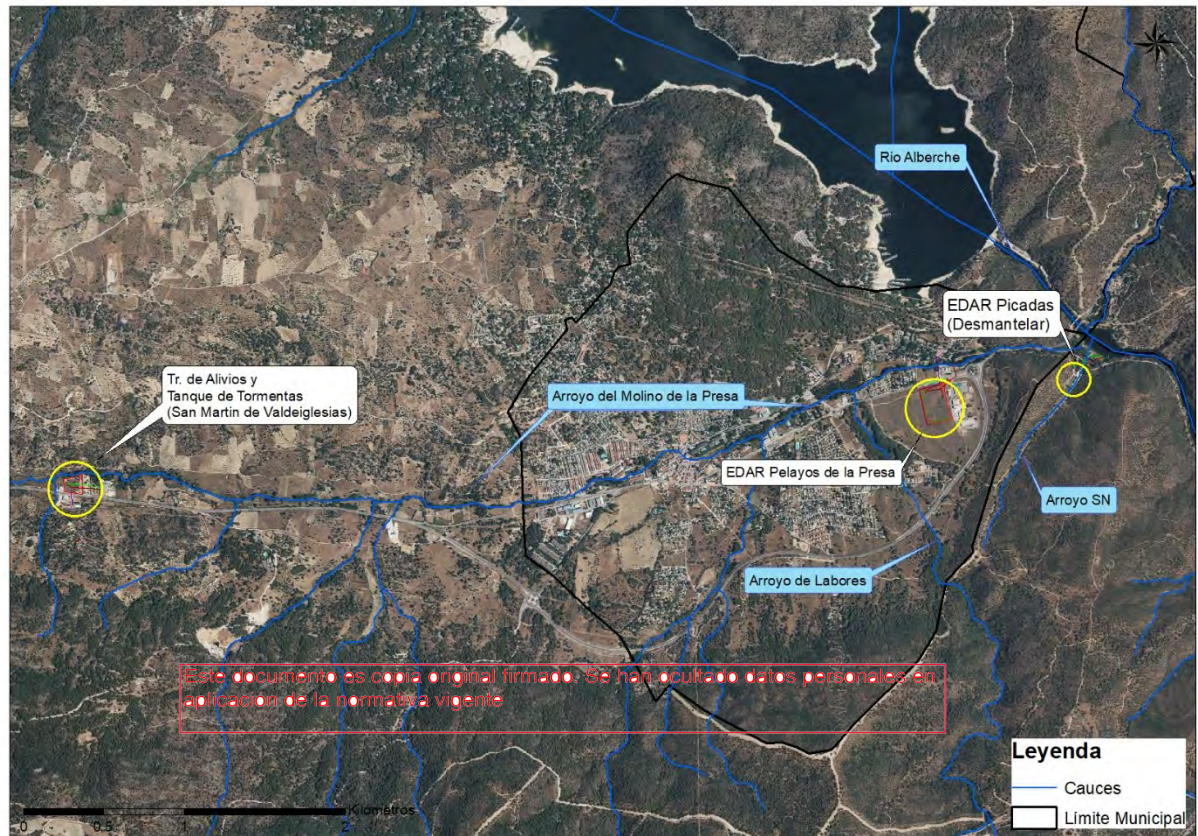 Rio Alberche
EDAR Picadas
(Desmantelar)
Tr. de Alivios y
Tanque de Tormentas
(San Martin de Valdeiglesias)
Arroyo del Molino de la Presa
EDAR Pelayos de la Presa
Arroyo SN
Arroyo de Labores
Este documento es copia original firmado. Se han ocultado datos personales en
aplicación de la normativa vigente
Leyenda
Cauces
Límite Municipal
Kilómetros
0 0.5 1 2